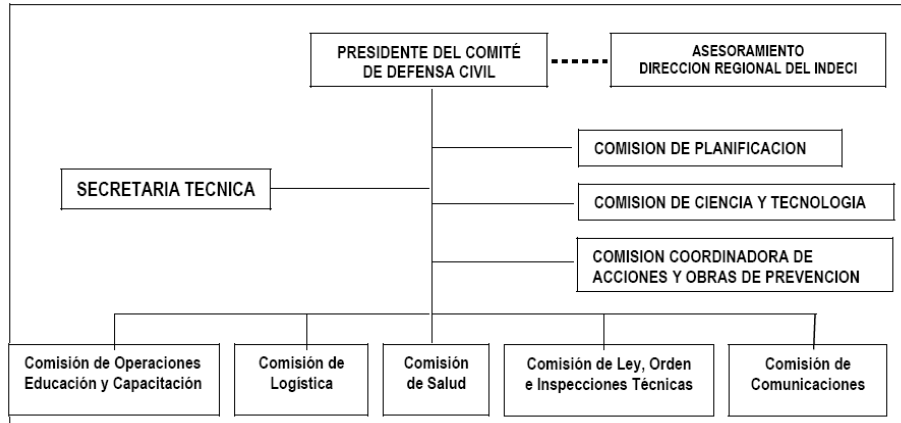 PRESIDENTE DEL COMITÉ
DE DEFENSA CIVIL
ASESORAMIENTO
DIRECCION REGIONAL DEL INDECI
COMISION DE PLANIFICACION
SECRETARIA TECNICA
COMISION DE CIENCIA Y TECNOLOGIA
COMISION COORDINADORA DE
ACCIONES Y OBRAS DE PREVENCION
Comisión de Operaciones
Educación y Capacitación
Comisión de
Logística
Comisión
de Salud
Comisión de Ley, Orden
e Inspecciones Técnicas
Comisión de
Comunicaciones